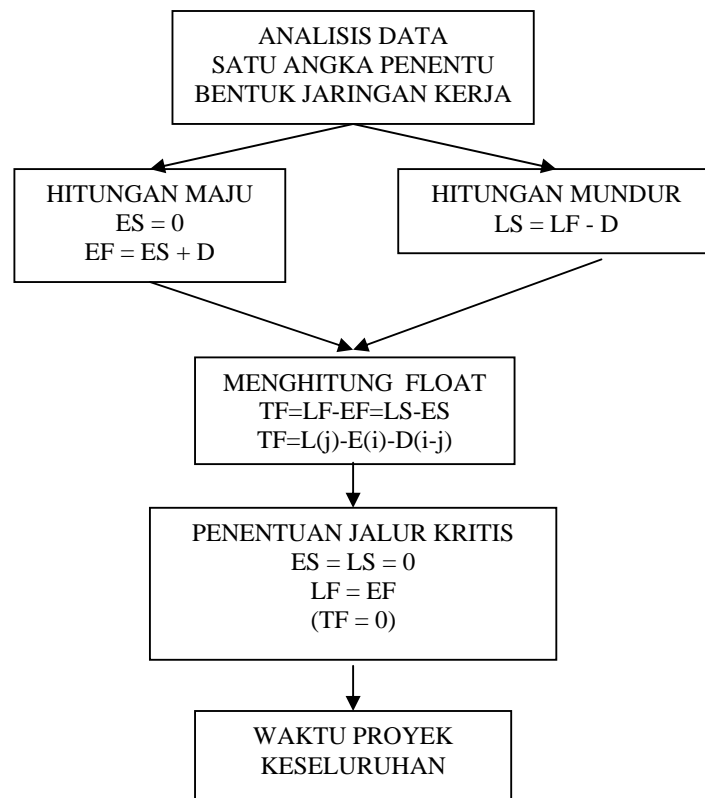 ANALISIS DATA
SATU ANGKA PENENTU
BENTUK JARINGAN KERJA
HITUNGAN MAJU
ES = 0
EF = ES + D
HITUNGAN MUNDUR
LS = LF - D
MENGHITUNG FLOAT
TF=LF-EF=LS-ES
TF=L(j)-E(i)-D(i-j)
PENENTUAN JALUR KRITIS
ES = LS = 0
LF = EF
(TF = 0)
WAKTU PROYEK
KESELURUHAN